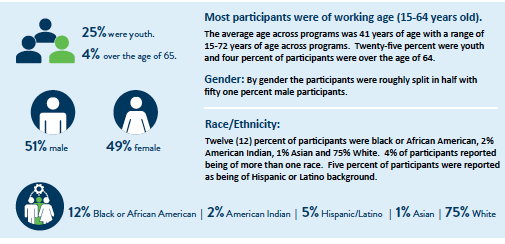 25% were youth.
4% over the age of 65.
Most participants were of working age (15-64 years old).
The average age across programs was 41 years of age with a range of
15-72 years of age across programs.  Twenty-five percent were youth
and four percent of participants were over the age of 64.
Gender: By gender the participants were roughly split in half with
fifty one percent male participants.
51% male
49% female
Race/Ethnicity:
Twelve (12) percent of participants were black or African American, 2%
American Indian, 1% Asian and 75% White.  4% of participants reported
being of more than one race.  Five percent of participants were reported
as being of Hispanic or Latino background.
12% Black or African American | 2% American Indian | 5% Hispanic/Latino | 1% Asian | 75% White